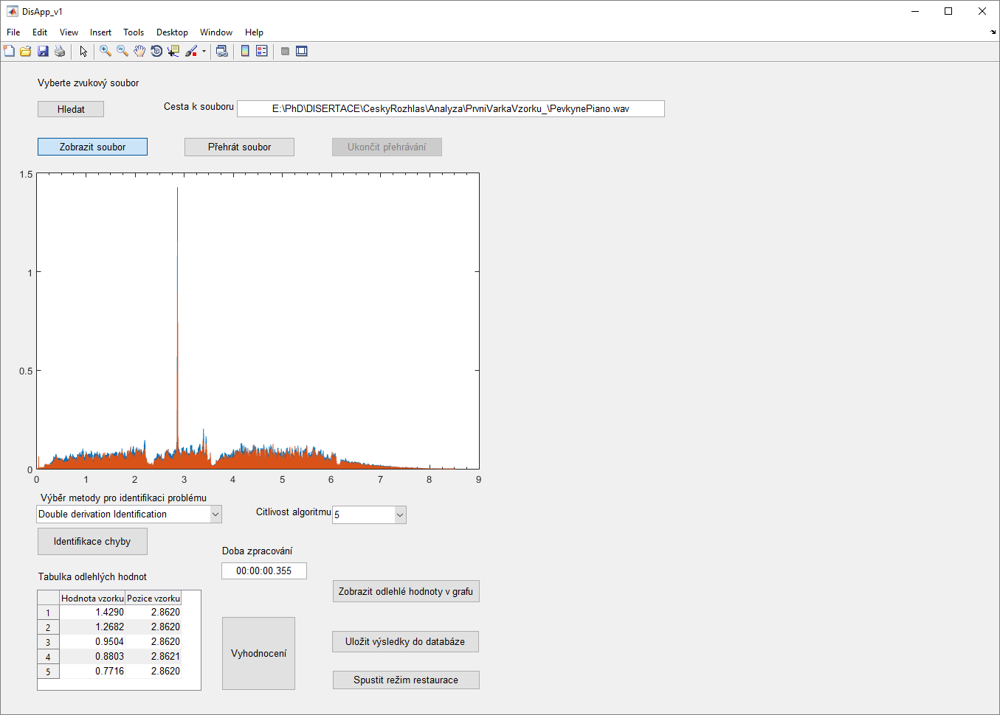 DisApp_v1
File Edit View Insert Tools Desktop Window Help
Vyberte zvukový soubor
Hledat
Cesta k souboru
E:\PhD\DISERTACE\CeskyRozhlas\Analyza\PrvniVarkaVzorku_\PevkynePiano.wav
Zobrazit soubor
Přehrát soubor
Ukončit přehrávání
1.5
1
0.5
0
0 1 2 3 4 5 6 7 8 9
Výběr metody pro identifikaci problému
Double derivation Identification
Citlivost algoritmu
5
Identifikace chyby
Doba zpracování
00:00:00.355
Tabulka odlehlých hodnot
Hodnota vzorku Pozice vzorku
1 1.4290 2.8620
2 1.2682 2.8620
3 0.9504 2.8620
4 0.8803 2.8621
5 0.7716 2.8620
Vyhodnocení
Zobrazit odlehlé hodnoty v grafu
Uložit výsledky do databáze
Spustit režim restaurace